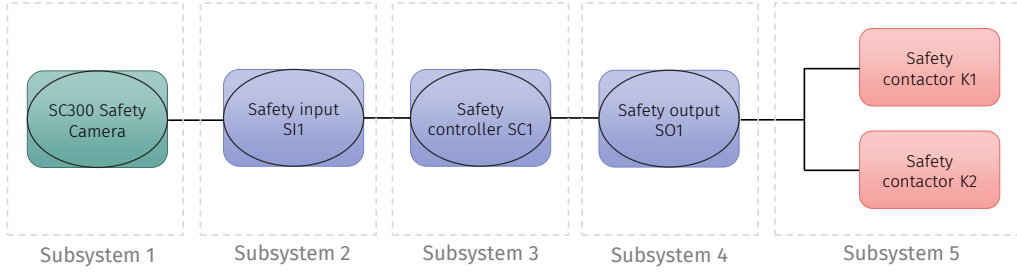 SC300 Safety
Camera
Safety input
SI1
Safety
controller SC1
Safety output
SO1
Safety
contactor K1
Safety
contactor K2
Subsystem 1
Subsystem 2
Subsystem 3
Subsystem 4
Subsystem 5